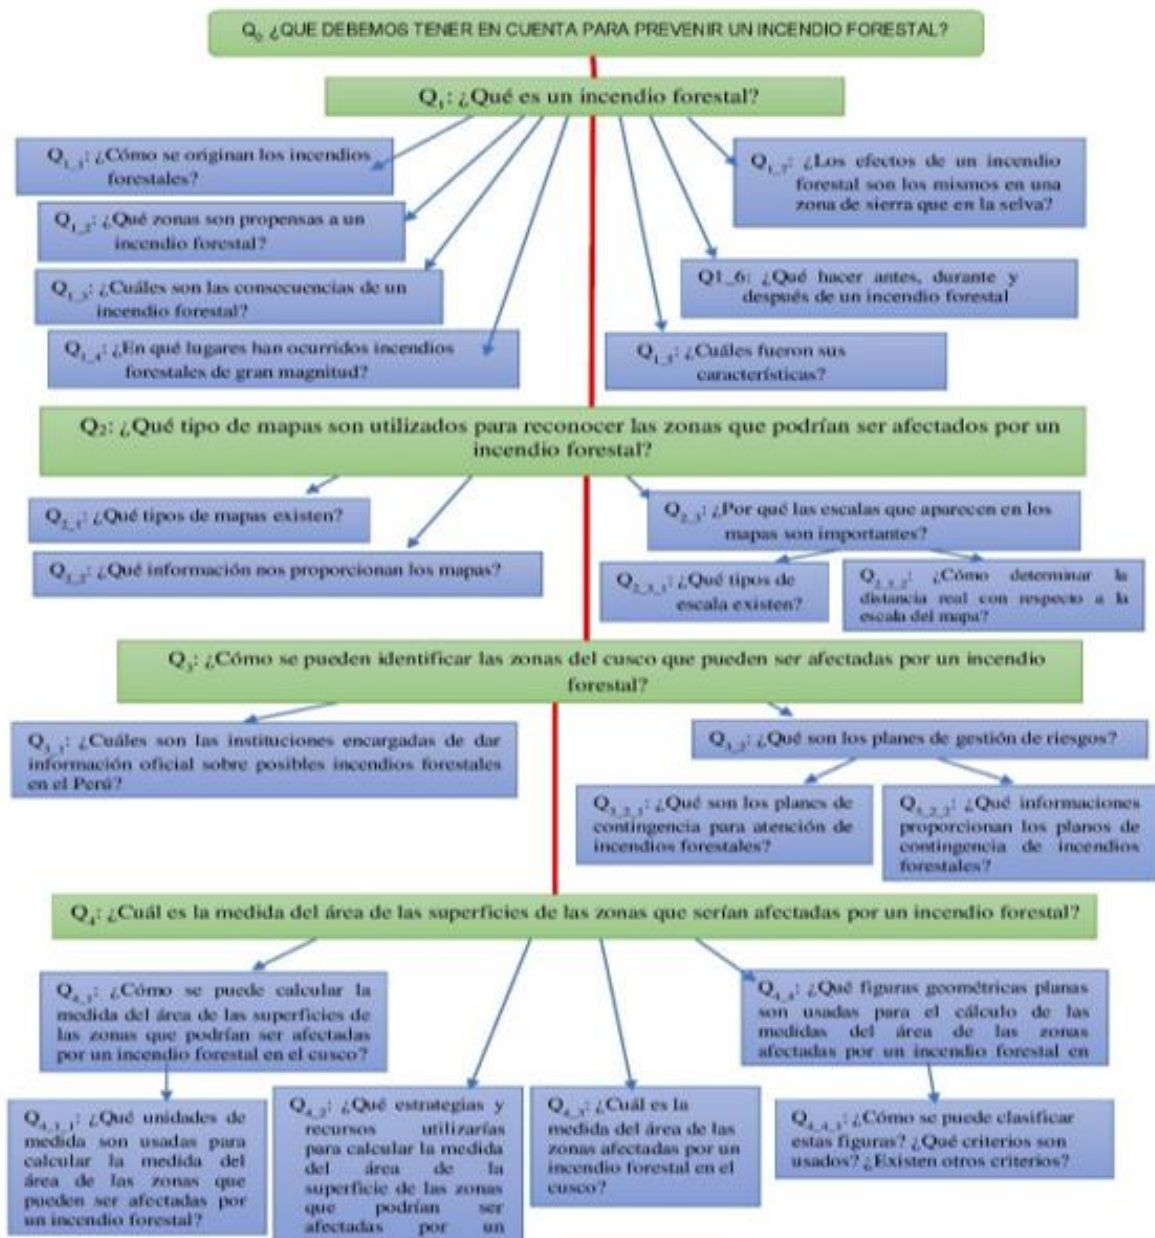 Q0 ¿QUE DEBEMOS TENER EN CUENTA PARA PREVENIR UN INCENDIO FORESTAL?
Q1: ¿Qué es un incendio forestal?
Q1_1: ¿Cómo se originan los incendios
forestales?
Q1_2: ¿Qué zonas son propensas a un
incendio forestal?
Q1_3: ¿Cuáles son las consecuencias de un
incendio forestal?
Q1_4: ¿En qué lugares han ocurridos incendios
forestales de gran magnitud?
Q1_7: ¿Los efectos de un incendio
forestal son los mismos en una
zona de sierra que en la selva?
Q1_6: ¿Qué hacer antes, durante y
después de un incendio forestal
Q1_5: ¿Cuáles fueron sus
características?
Q2: ¿Qué tipo de mapas son utilizados para reconocer las zonas que podrían ser afectados por un
incendio forestal?
Q2_1: ¿Qué tipos de mapas existen?
Q2_2: ¿Qué información nos proporcionan los mapas?
Q2_3: ¿Por qué las escalas que aparecen en los
mapas son importantes?
Q2_3_1: ¿Qué tipos de
escala existen?
Q2_3_2: ¿Cómo determinar la
distancia real con respecto a la
escala del mapa?
Q3: ¿Cómo se pueden identificar las zonas del cusco que pueden ser afectadas por un incendio
forestal?
Q3_1: ¿Cuáles son las instituciones encargadas de dar
información oficial sobre posibles incendios forestales
en el Perú?
Q3_2: ¿Qué son los planes de gestión de riesgos?
Q3_2_1: ¿Qué son los planes de
contingencia para atención de
incendios forestales?
Q3_2_2: ¿Qué informaciones
proporcionan los planos de
contingencia de incendios
forestales?
Q4: ¿Cuál es la medida del área de las superficies de las zonas que serían afectadas por un incendio forestal?
Q4_1: ¿Cómo se puede calcular la
medida del área de las superficies de
las zonas que podrían ser afectadas
por un incendio forestal en el cusco?
Q4_1_1: ¿Qué unidades de
medida son usadas para
calcular la medida del
área de las zonas que
pueden ser afectadas por
un incendio forestal?
Q4_2: ¿Qué estrategias y
recursos utilizarías
para calcular la medida
del área de la
superficie de las zonas
que podrían ser
afectadas por un
Q4_3: ¿Cuál es la
medida del área de las
zonas afectadas por un
incendio forestal en el
cusco?
Q4_4: ¿Qué figuras geométricas planas
son usadas para el cálculo de las
medidas del área de las zonas
afectadas por un incendio forestal en
Q4_4_1: ¿Cómo se puede clasificar
estas figuras? ¿Qué criterios son
usados? ¿Existen otros criterios?